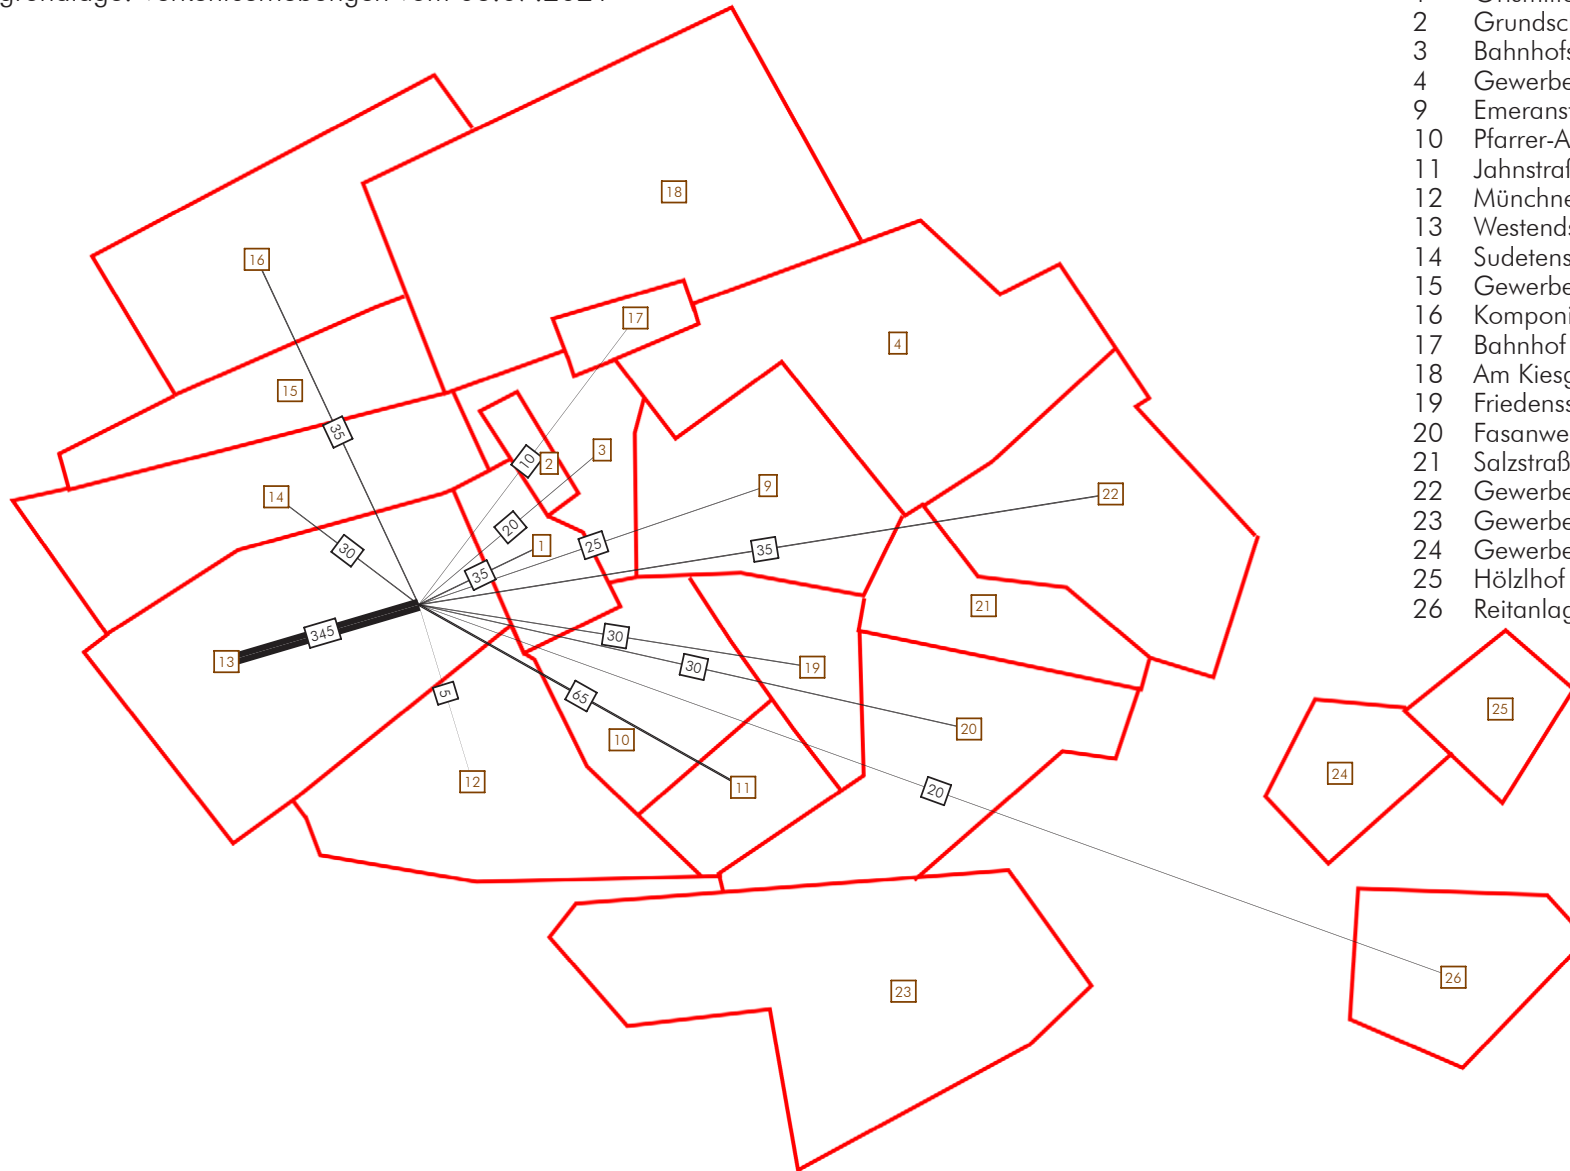 2 Grundsc
3 Bahnhofs
4 Gewerbe
9 Emeranst
10 Pfarrer-A
11 Jahnstraß
12 Münchne
13 Westends
14 Sudetens
15 Gewerbe
16 Komponi
17 Bahnhof
18 Am Kiesg
19 Friedenss
20 Fasanwe
21 Salzstraß
22 Gewerbe
23 Gewerbe
24 Gewerbe
25 Hölzlhof
26 Reitanlag
18
16
17
4
15
35
3
10
2
9
22
14
20
1
25
35
30
35
21
345
30
13
19
30
5
65
20
25
10
24
12
11
20
26
23